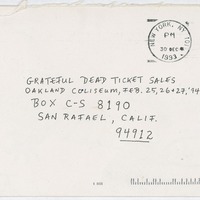 NEW YORK, NY 101
PM
30 DEC
1993
GRATEFUL DEAD TICKET SALES
OAKLAND COLISEUM, FEB. 25, 26+27, '94
BOX C-S 8190
SAN RAFAEL, CALIF.
94912